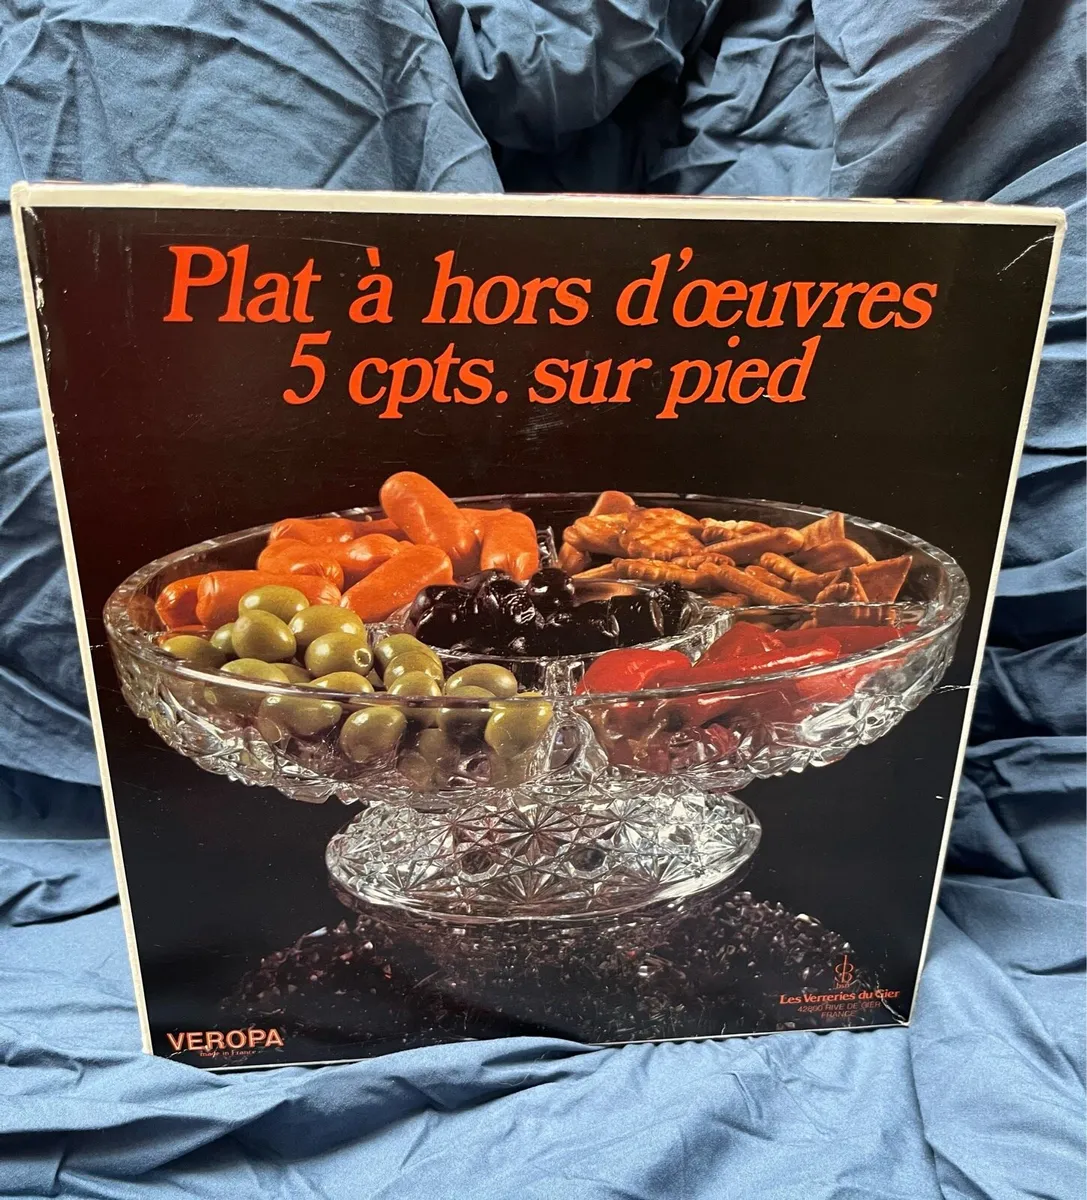 Plat à hors d'œuvres
5 cpts. sur pied
Les Verreries du Gier
42800 RIVE DE GIER
FRANCE
VEROPA
made in France